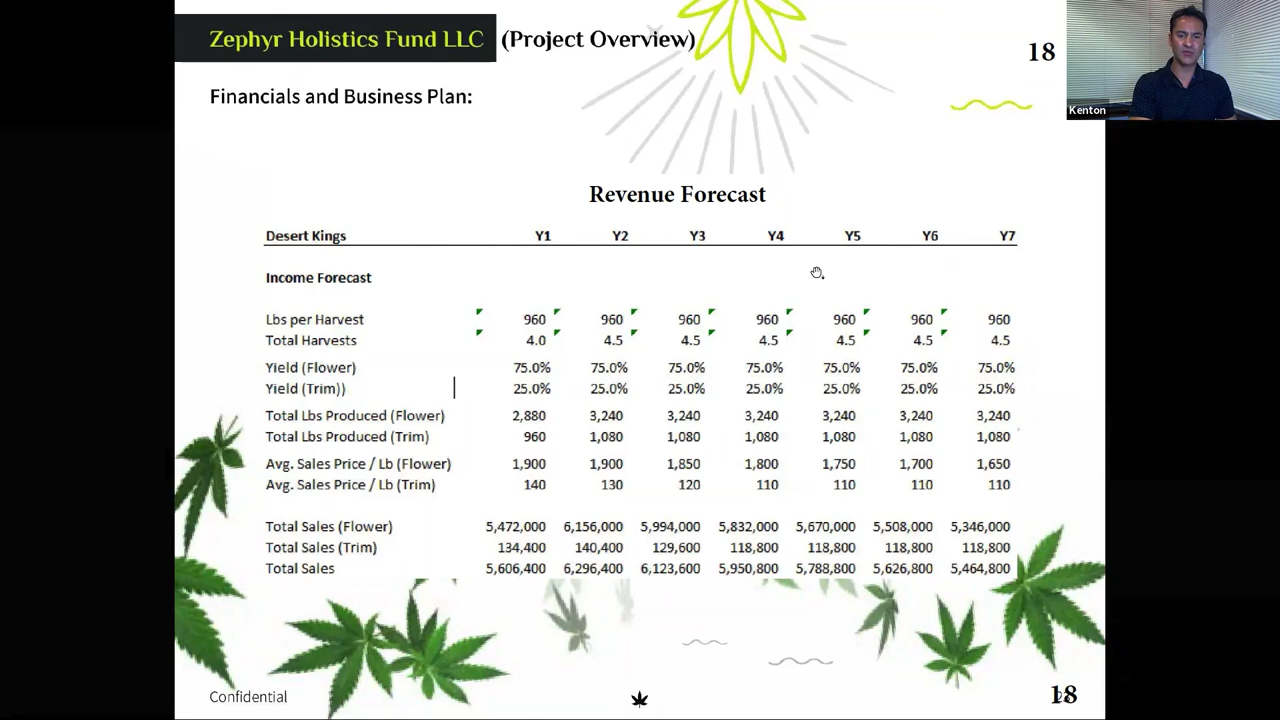 Zephyr Holistics Fund LLC (Project Overview)
18
Kenton
Financials and Business Plan:
Revenue Forecast
Desert Kings Y1 Y2 Y3 Y4 Y5 Y6 Y7
Income Forecast
Lbs per Harvest 960 960 960 960 960 960 960
Total Harvests 4.0 4.5 4.5 4.5 4.5 4.5 4.5
Yield (Flower) 75.0% 75.0% 75.0% 75.0% 75.0% 75.0% 75.0%
Yield (Trim)) 25.0% 25.0% 25.0% 25.0% 25.0% 25.0% 25.0%
Total Lbs Produced (Flower) 2,880 3,240 3,240 3,240 3,240 3,240 3,240
Total Lbs Produced (Trim) 960 1,080 1,080 1,080 1,080 1,080 1,080
Avg. Sales Price / Lb (Flower) 1,900 1,900 1,850 1,800 1,750 1,700 1,650
Avg. Sales Price / Lb (Trim) 140 130 120 110 110 110 110
Total Sales (Flower) 5,472,000 6,156,000 5,994,000 5,832,000 5,670,000 5,508,000 5,346,000
Total Sales (Trim) 134,400 140,400 129,600 118,800 118,800 118,800 118,800
Total Sales 5,606,400 6,296,400 6,123,600 5,950,800 5,788,800 5,626,800 5,464,800
Confidential
18